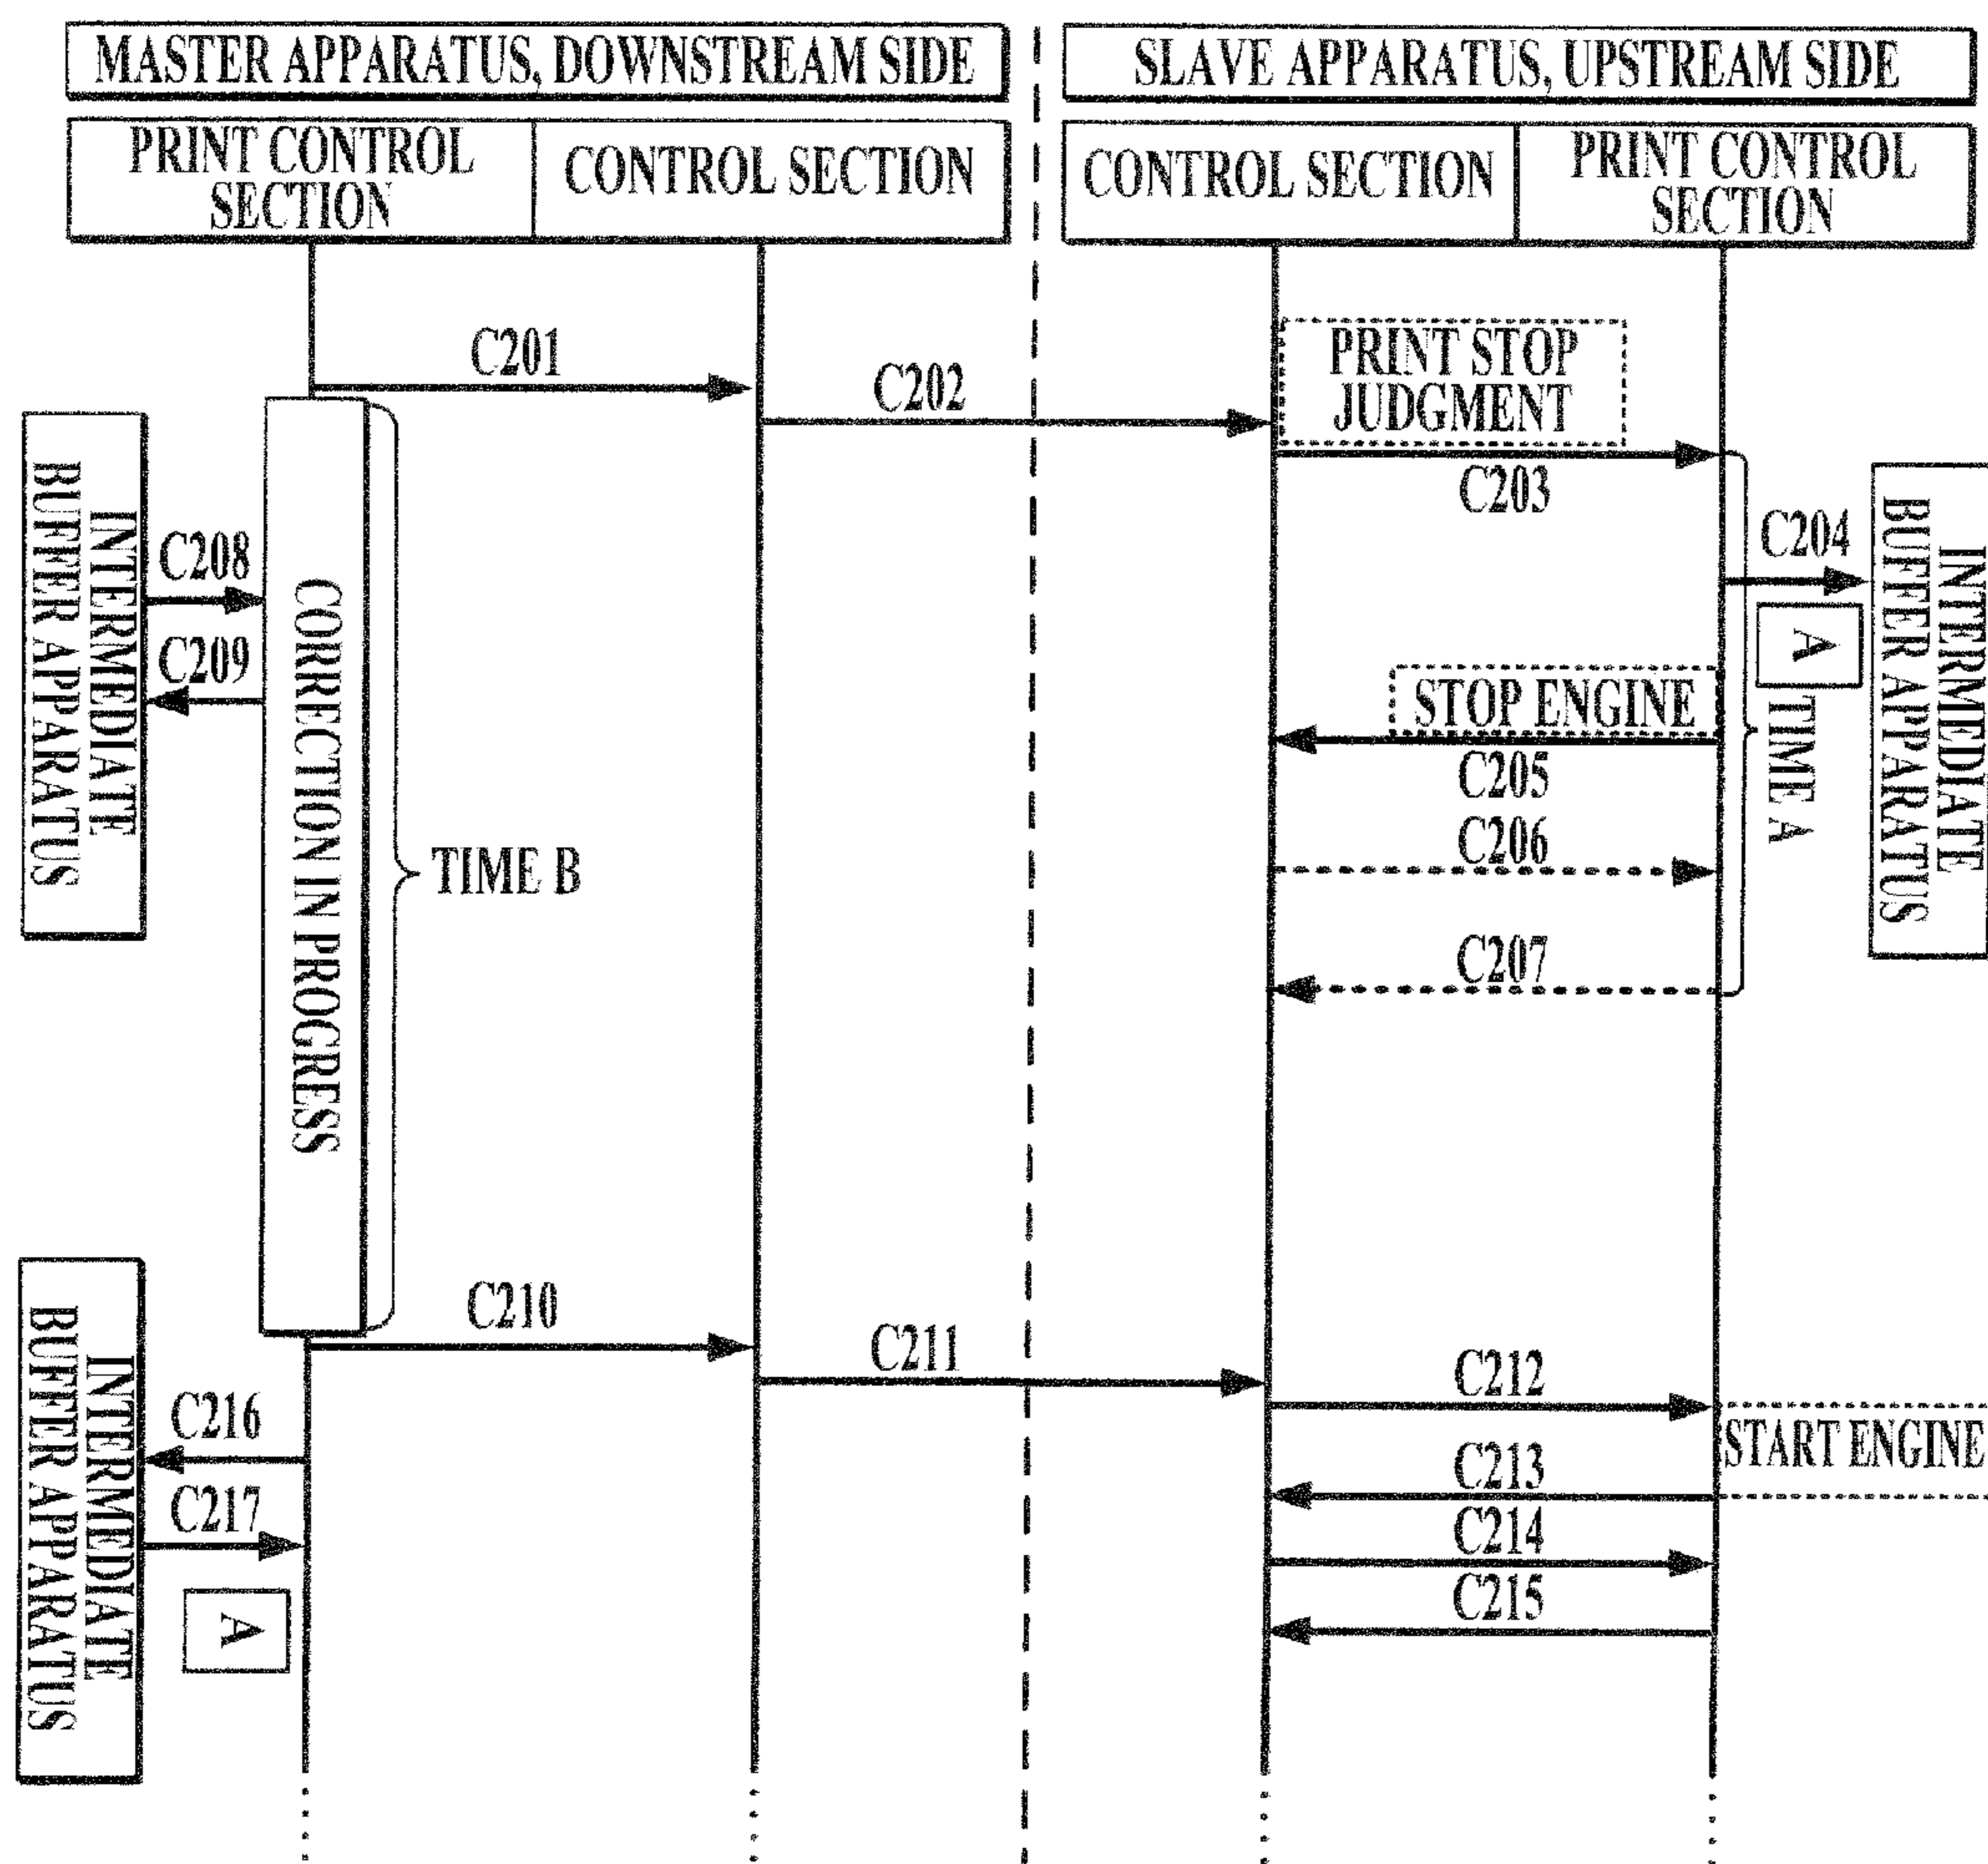 MASTER APPARATUS, DOWNSTREAM SIDE
SLAVE APPARATUS, UPSTREAM SIDE
PRINT CONTROL
SECTION
CONTROL SECTION
CONTROL SECTION
PRINT CONTROL
SECTION
C201
C202
PRINT STOP
JUDGMENT
C203
C204
INTERMEDIATE
BUFFER APPARATUS
A
TIME A
INTERMEDIATE
BUFFER APPARATUS
C208
C209
CORRECTION IN PROGRESS
TIME B
STOP ENGINE
C205
C206
C207
C210
C211
C212
START ENGINE
C213
C214
C215
INTERMEDIATE
BUFFER APPARATUS
C216
C217
A